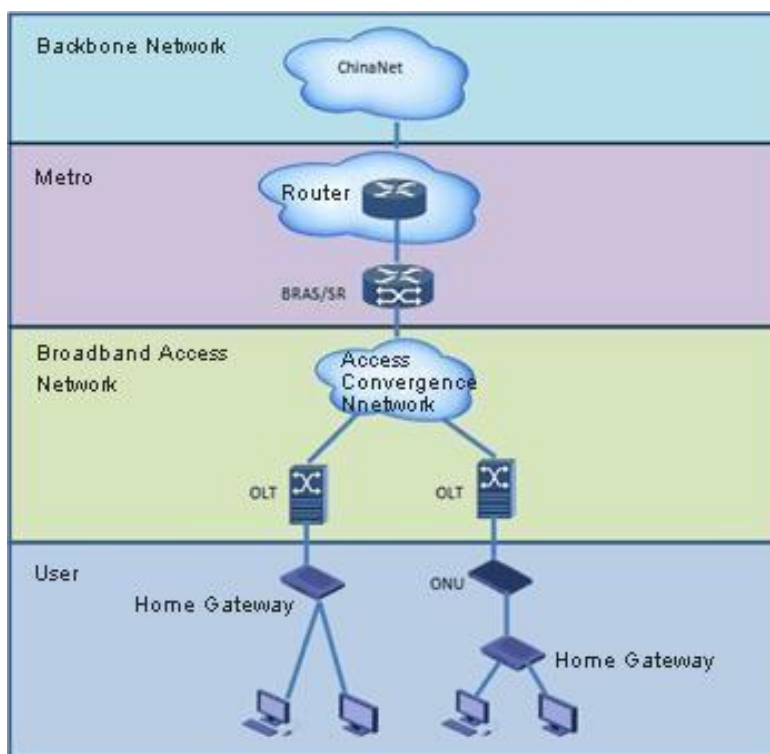 Backbone Network
ChinaNet
Metro
Router
BRAS/SR
Broadband Access
Network
Access
Convergence
Nnetwork
OLT
OLT
User
Home Gateway
ONU
Home Gateway